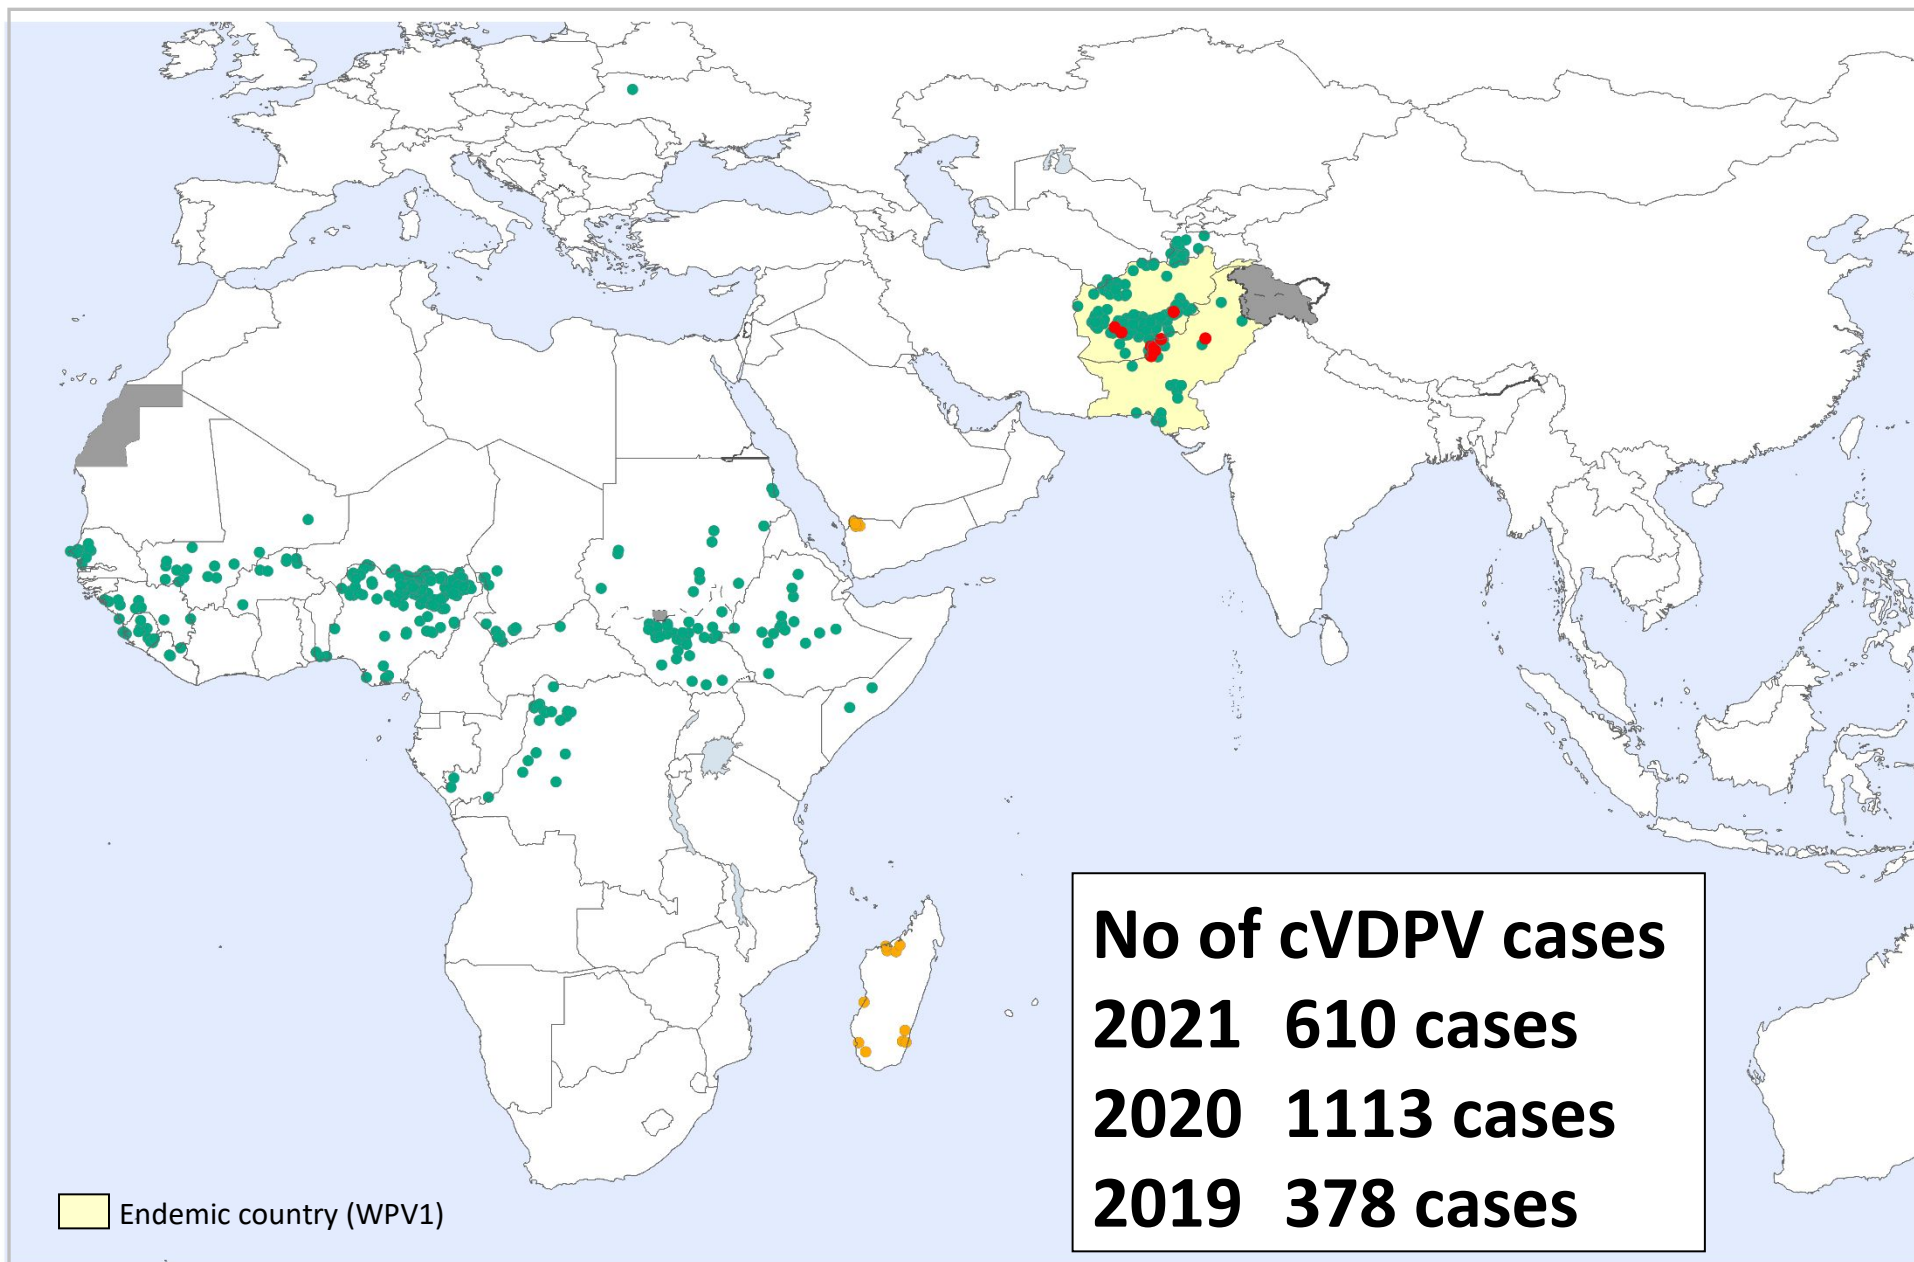 No of cVDPV cases
2021 610 cases
2020 1113 cases
2019 378 cases
Endemic country (WPV1)